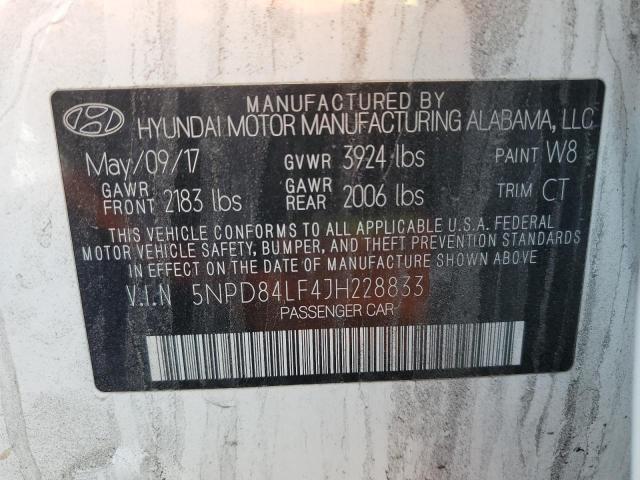 MANUFACTURED BY
HYUNDAI MOTOR MANUFACTURING ALABAMA, LLC
May/09/17 GVWR 3924 lbs PAINT W8
GAWR FRONT 2183 lbs GAWR REAR 2006 lbs TRIM CT
THIS VEHICLE CONFORMS TO ALL APPLICABLE U.S.A. FEDERAL
MOTOR VEHICLE SAFETY, BUMPER, AND THEFT PREVENTION STANDARDS
IN EFFECT ON THE DATE OF MANUFACTURE SHOWN ABOVE.
V.I.N 5NPD84LF4JH228833
PASSENGER CAR